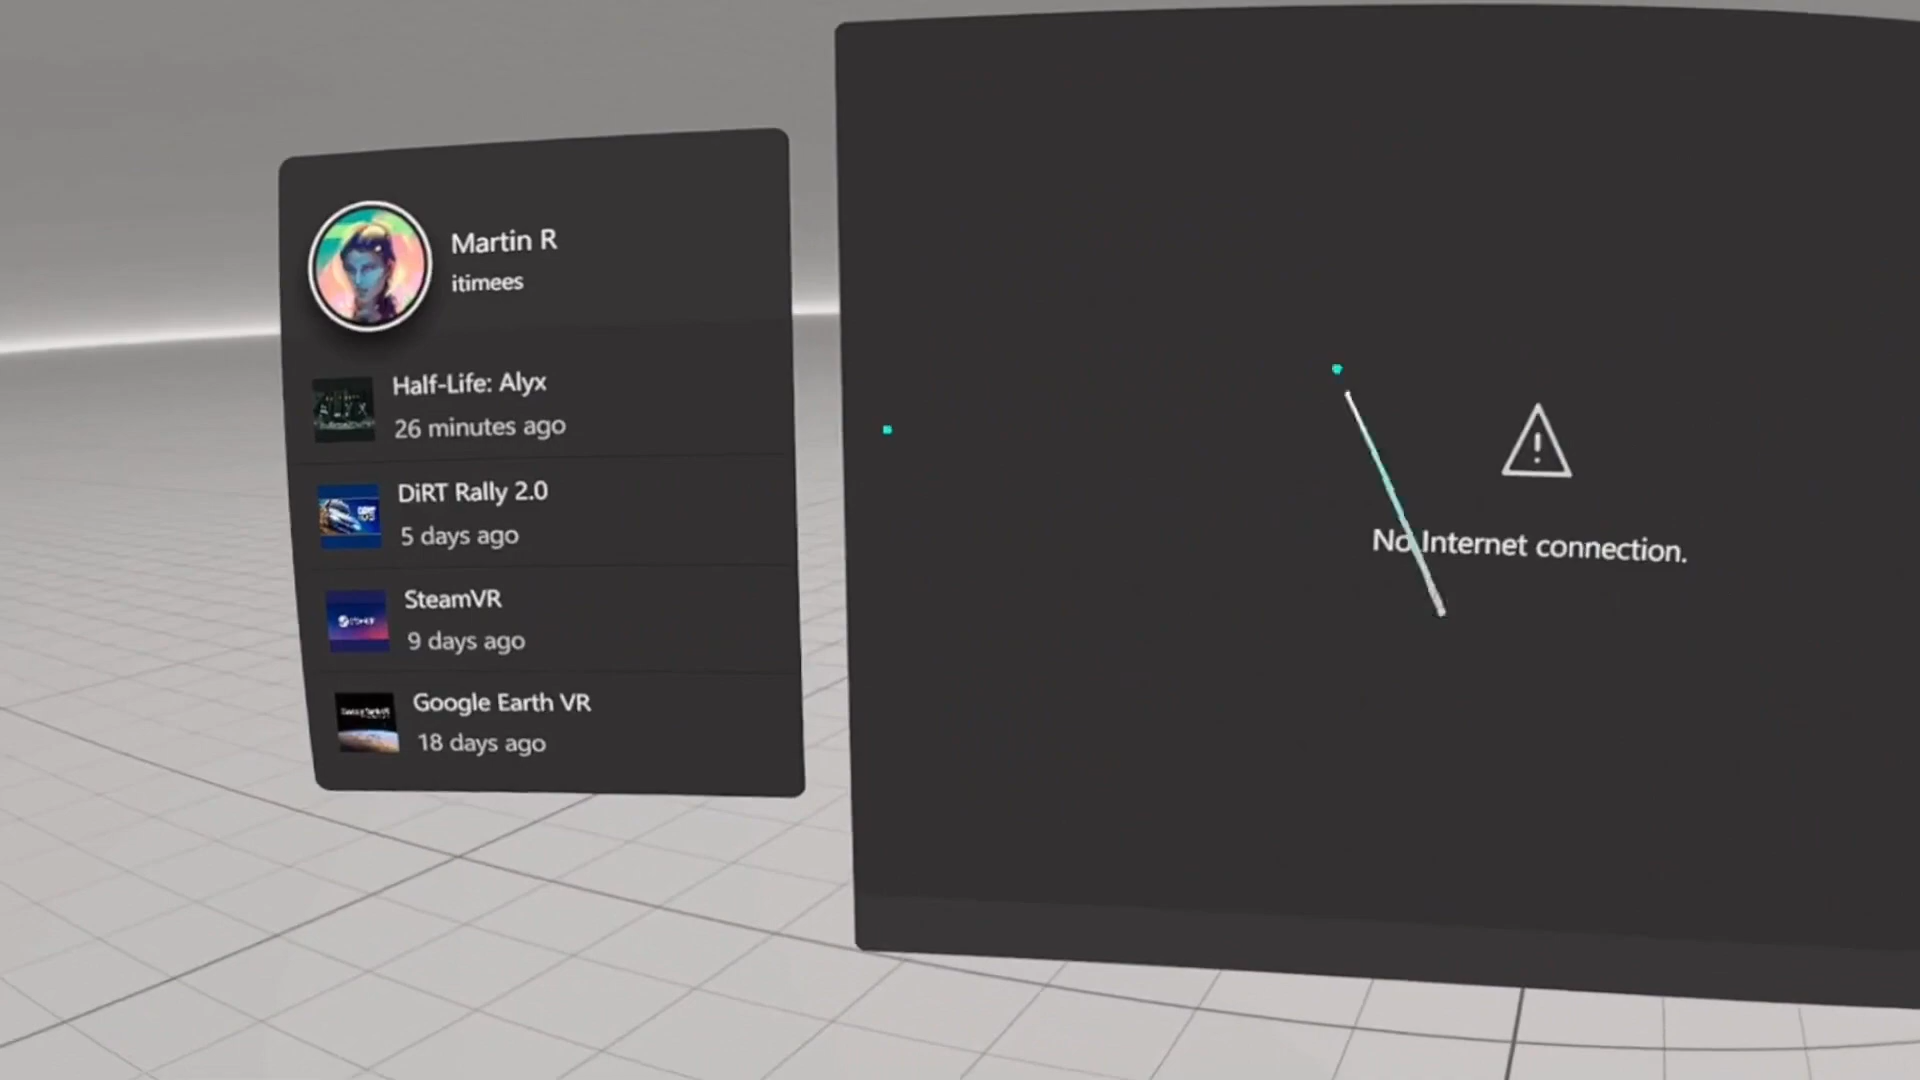 Martin R
itimees
Half-Life: Alyx
26 minutes ago
DiRT Rally 2.0
5 days ago
SteamVR
9 days ago
Google Earth VR
18 days ago
No Internet connection.
ALYX